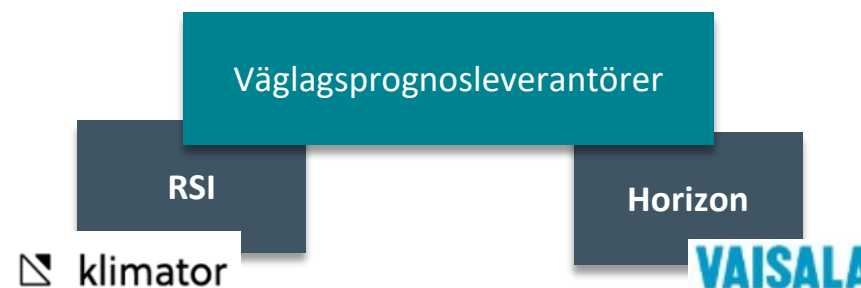 Väglagsprognosleverantörer
RSI
Horizon
klimator
VAISALA